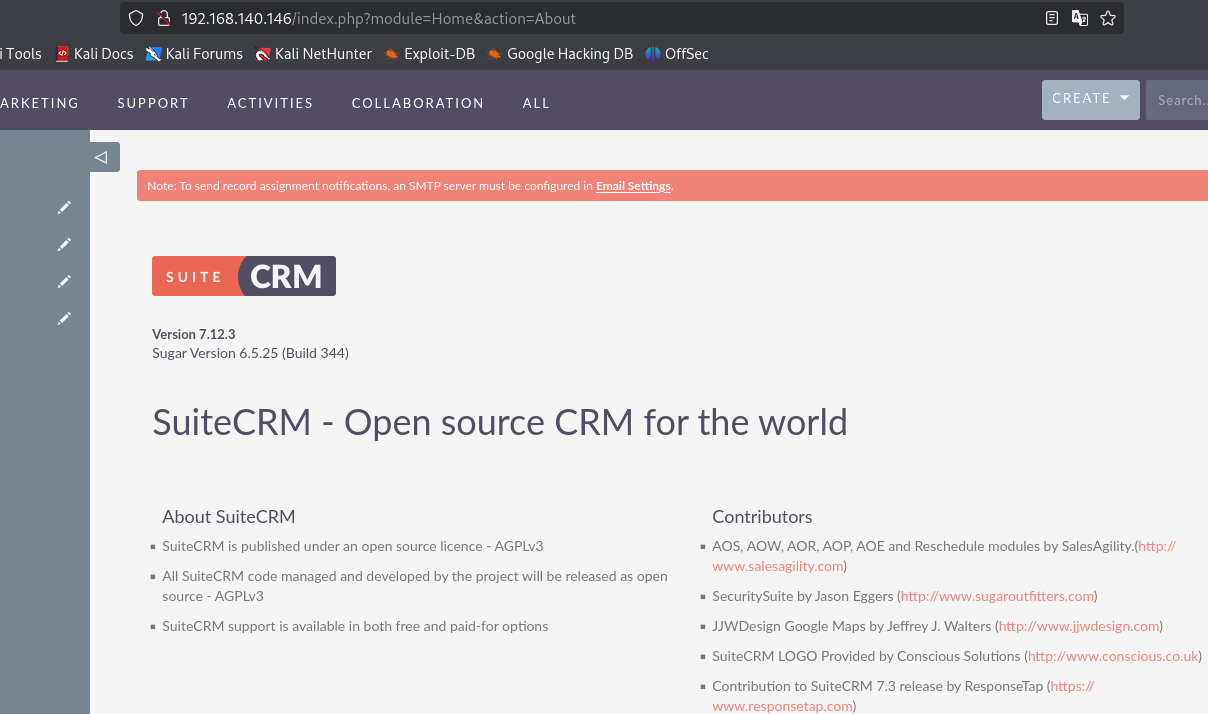 192.168.140.146/index.php?module=Home&action=About
i Tools Kali Docs Kali Forums Kali NetHunter Exploit-DB Google Hacking DB OffSec
ARKETING SUPPORT ACTIVITIES COLLABORATION ALL CREATE Search..
Note: To send record assignment notifications, an SMTP server must be configured in Email Settings.
SUITE CRM
Version 7.12.3
Sugar Version 6.5.25 (Build 344)
SuiteCRM - Open source CRM for the world
About SuiteCRM
▪ SuiteCRM is published under an open source licence - AGPLv3
▪ All SuiteCRM code managed and developed by the project will be released as open
source - AGPLv3
▪ SuiteCRM support is available in both free and paid-for options
Contributors
▪ AOS, AOW, AOR, AOP, AOE and Reschedule modules by SalesAgility.(http://
www.salesagility.com)
▪ SecuritySuite by Jason Eggers (http://www.sugaroutfitters.com)
▪ JJWDesign Google Maps by Jeffrey J. Walters (http://www.jjwdesign.com)
▪ SuiteCRM LOGO Provided by Conscious Solutions (http://www.conscious.co.uk)
▪ Contribution to SuiteCRM 7.3 release by ResponseTap (https://
www.responsetap.com)